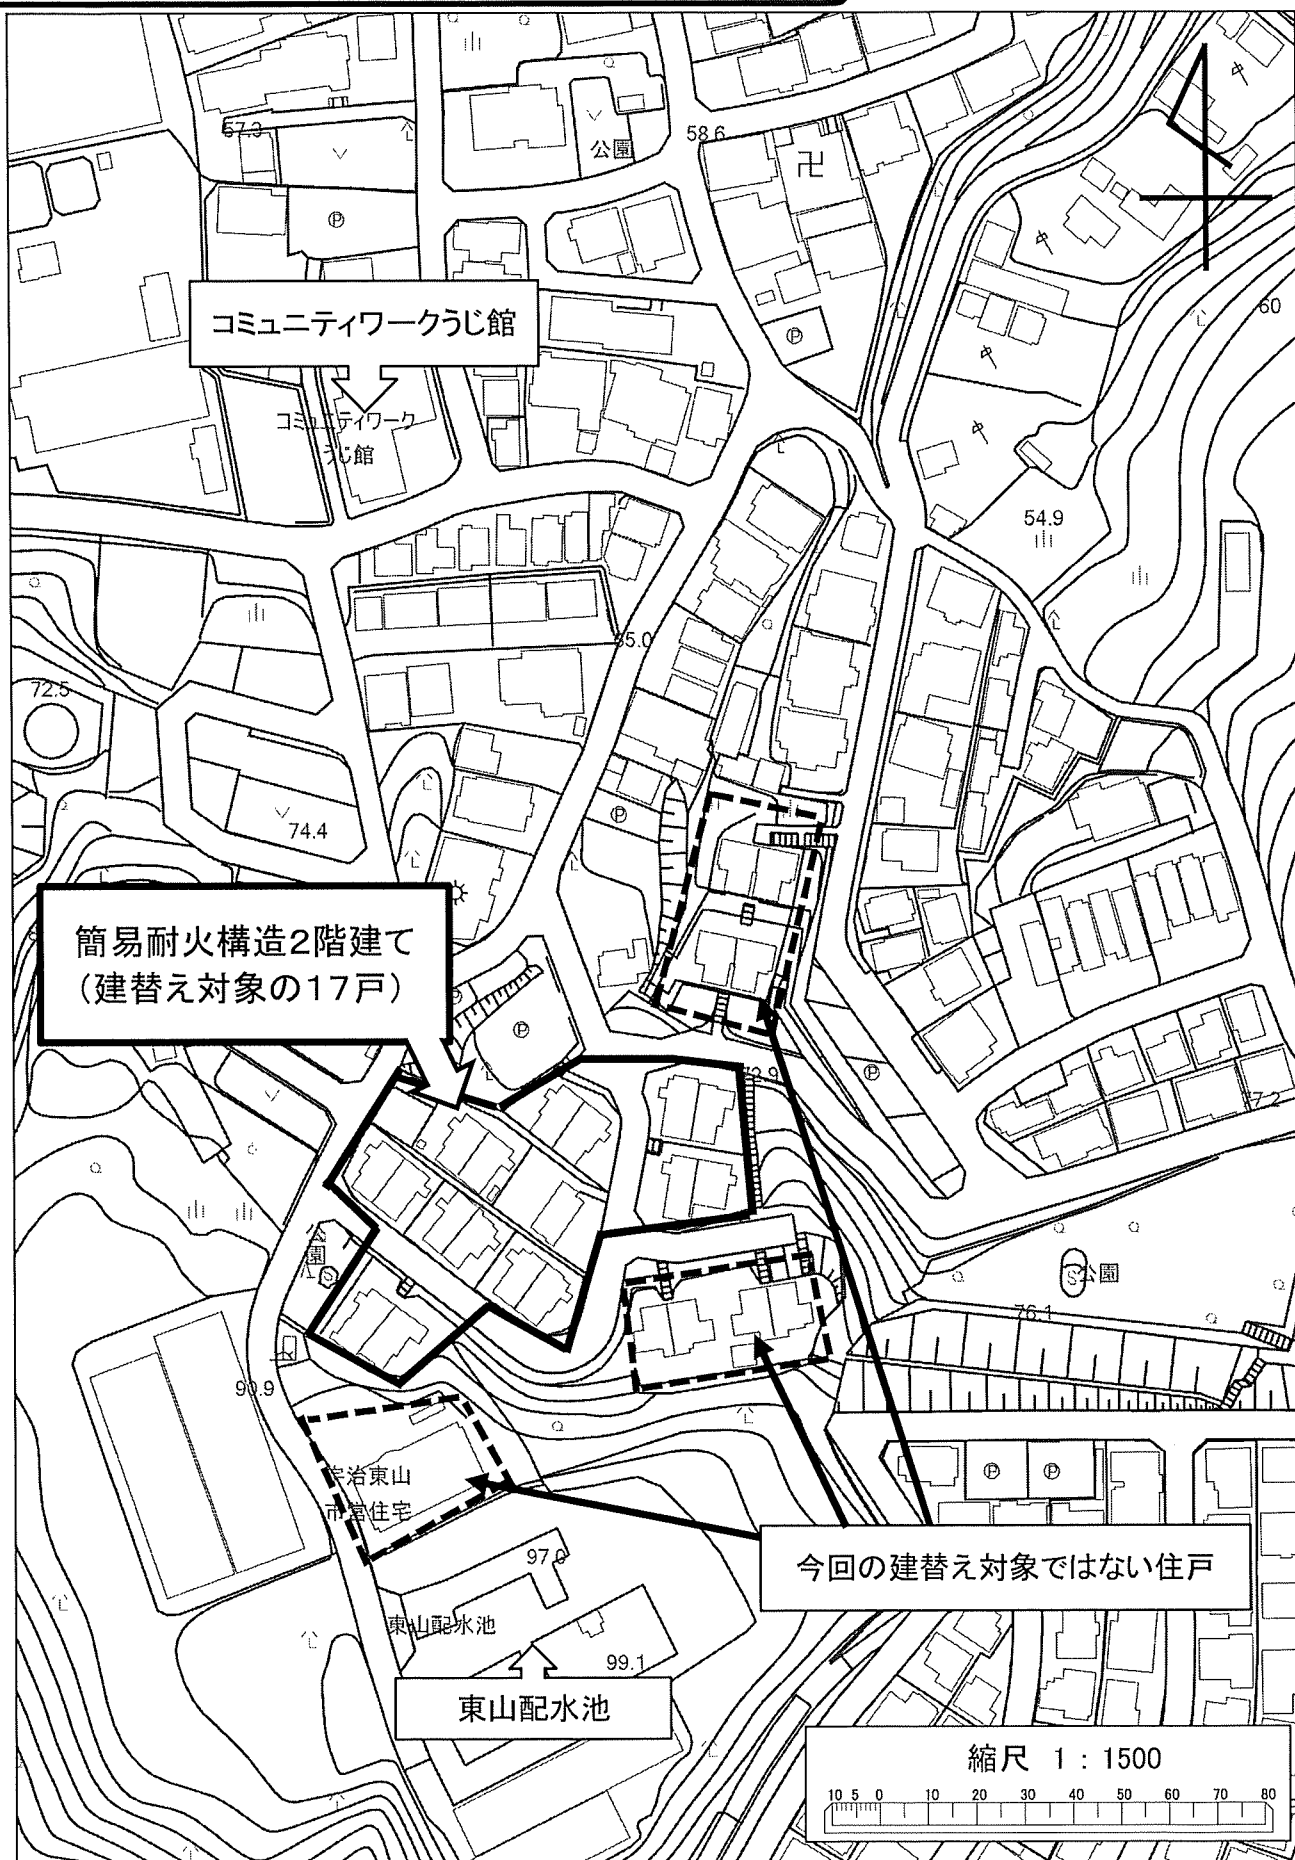 57.3
公園
58.6
卍
Ⓟ
60
コミュニティワークうじ館
Ⓟ
コミュニティワーク
うじ館
54.9
65.0
72.5
74.4
Ⓟ
簡易耐火構造2階建て
（建替え対象の17戸）
Ⓟ
72.9
Ⓟ
77.2
公園
公園
76.1
90.9
宇治東山
市営住宅
Ⓟ
Ⓟ
97.0
今回の建替え対象ではない住戸
東山配水池
99.1
東山配水池
縮尺 1：1500
10 5 0 10 20 30 40 50 60 70 80